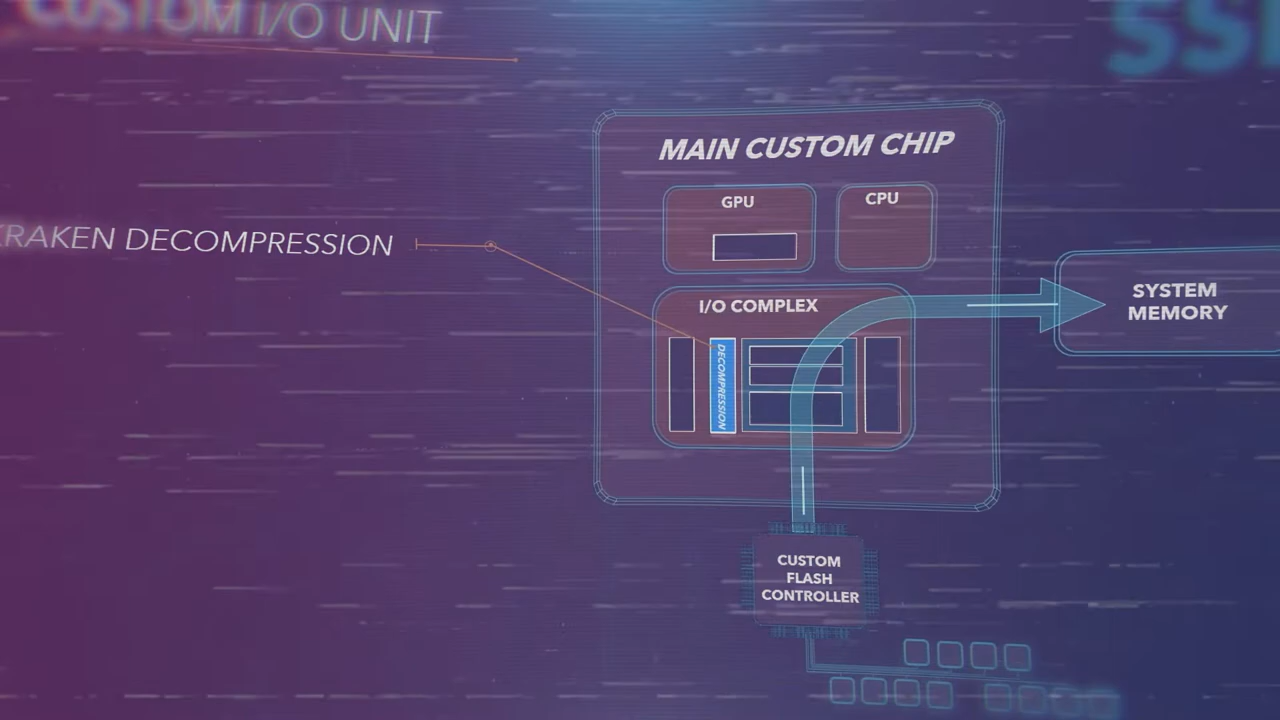 CUSTOM I/O UNIT
MAIN CUSTOM CHIP
GPU
CPU
KRAKEN DECOMPRESSION
I/O COMPLEX
DECOMPRESSION
SYSTEM
MEMORY
CUSTOM
FLASH
CONTROLLER